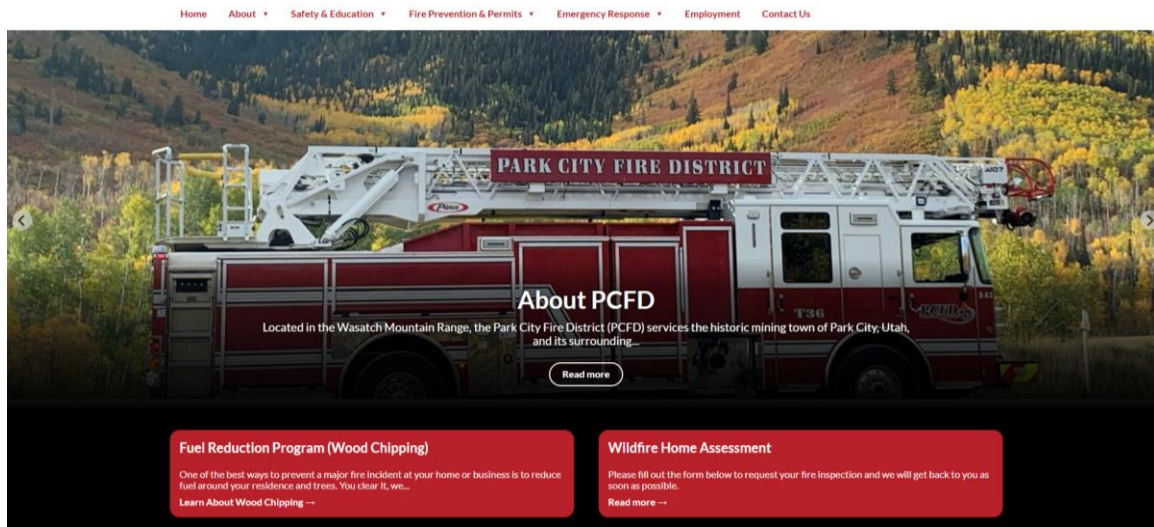 Home About Safety & Education Fire Prevention & Permits Emergency Response Employment Contact Us
PARK CITY FIRE DISTRICT
Pierce
T36
PCFD
About PCFD
Located in the Wasatch Mountain Range, the Park City Fire District (PCFD) services the historic mining town of Park City, Utah,
and its surrounding...
Read more
Fuel Reduction Program (Wood Chipping)
One of the best ways to prevent a major fire incident at your home or business is to reduce
fuel around your residence and trees. You clear it, we...
Learn About Wood Chipping →
Wildfire Home Assessment
Please fill out the form below to request your fire inspection and we will get back to you as
soon as possible.
Read more →